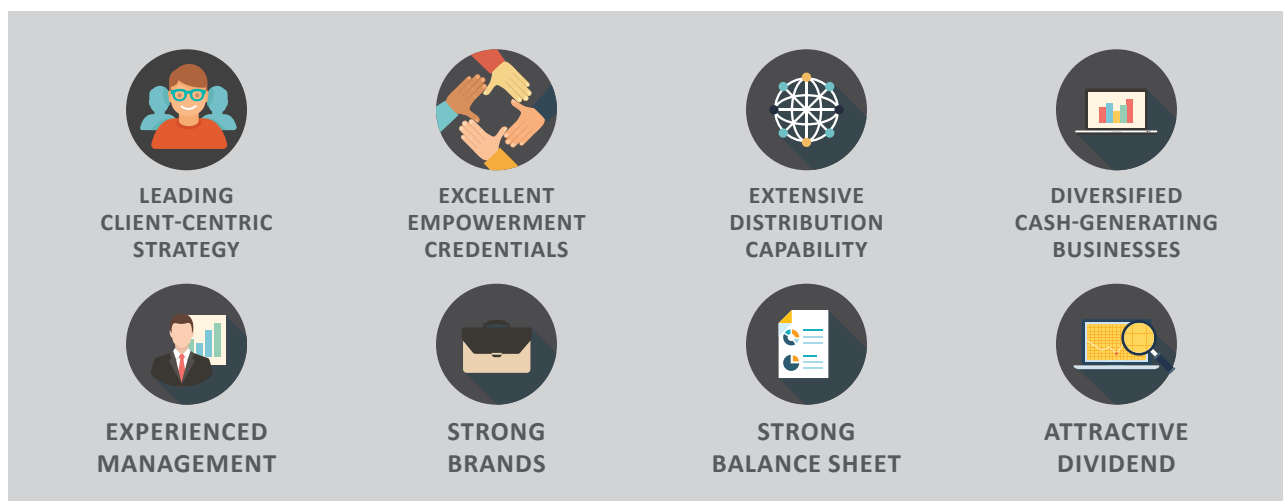 LEADING
CLIENT-CENTRIC
STRATEGY
EXCELLENT
EMPOWERMENT
CREDENTIALS
EXTENSIVE
DISTRIBUTION
CAPABILITY
DIVERSIFIED
CASH-GENERATING
BUSINESSES
EXPERIENCED
MANAGEMENT
STRONG
BRANDS
STRONG
BALANCE SHEET
ATTRACTIVE
DIVIDEND